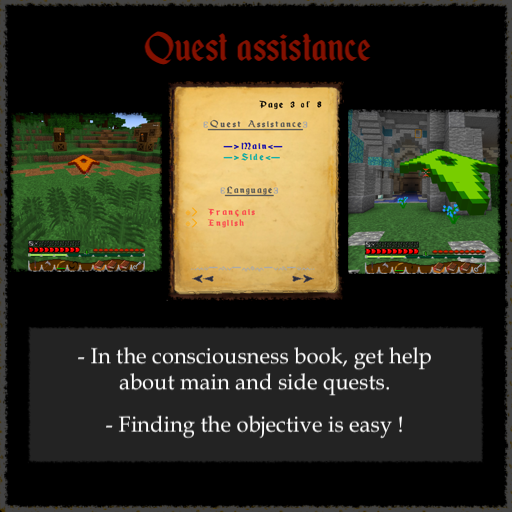 Quest assistance
Page 3 of 8
[Quest Assistance]
—>Main<—
—>Side<—
[Language]
> Français
> English
- In the consciousness book, get help
about main and side quests.
- Finding the objective is easy !